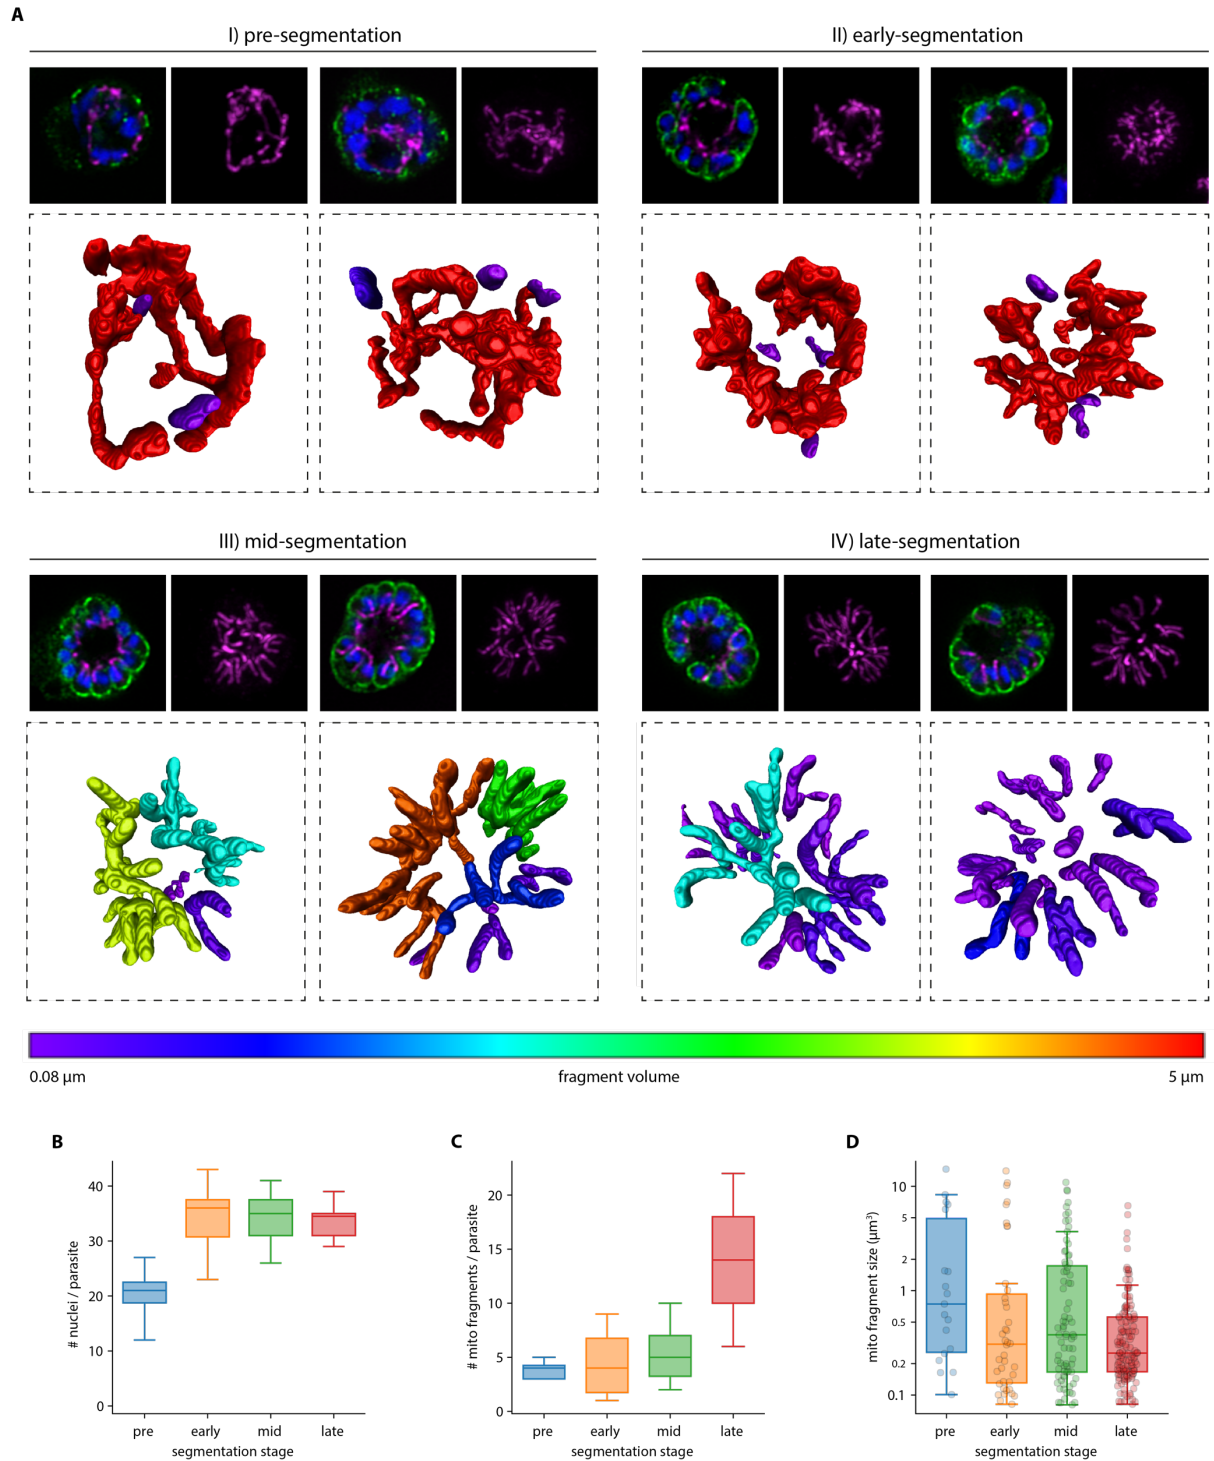 A
I) pre-segmentation
II) early-segmentation
III) mid-segmentation
IV) late-segmentation
0.08 µm
fragment volume
5 µm
B
# nuclei / parasite
40
30
20
10
0
pre
early
mid
late
segmentation stage
C
# mito fragments / parasite
20
15
10
5
0
pre
early
mid
late
segmentation stage
D
mito fragment size (µm³)
10
5
2
1
0.5
0.2
0.1
pre
early
mid
late
segmentation stage